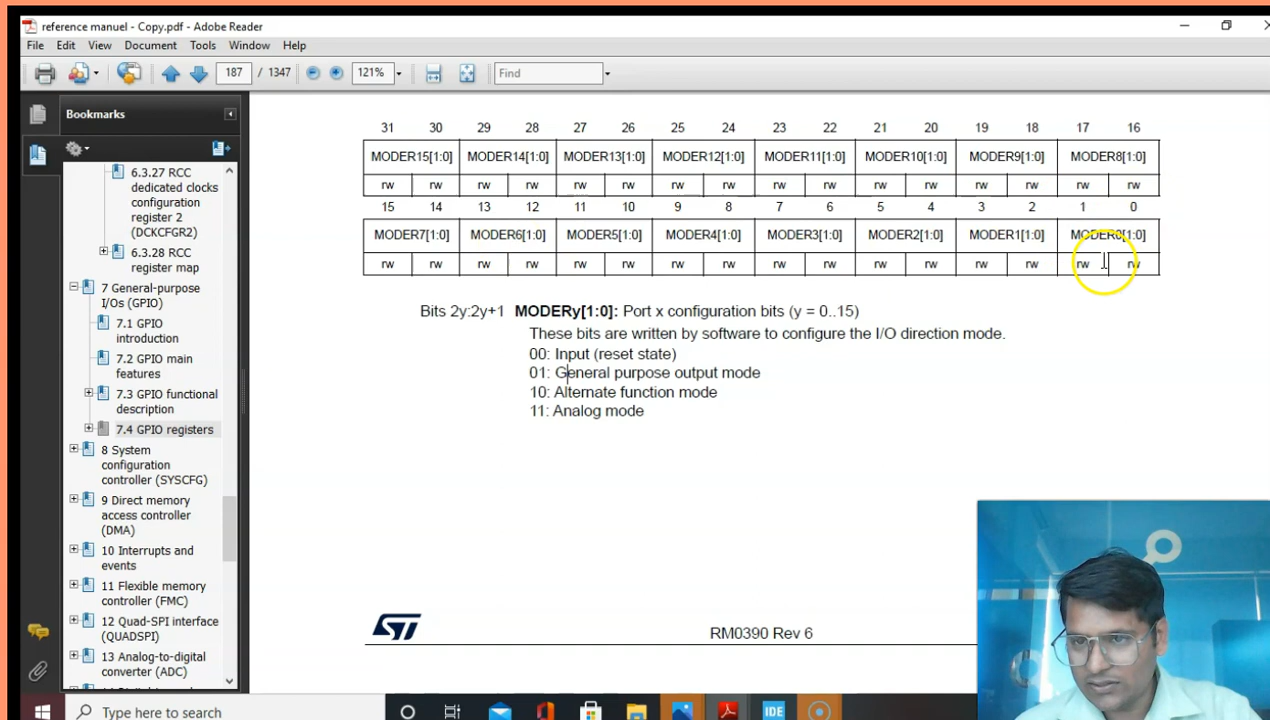 reference manuel - Copy.pdf - Adobe Reader
File Edit View Document Tools Window Help
187 / 1347 121% Find
Bookmarks
6.3.27 RCC
dedicated clocks
configuration
register 2
(DCKCFGR2)
6.3.28 RCC
register map
7 General-purpose
I/Os (GPIO)
7.1 GPIO
introduction
7.2 GPIO main
features
7.3 GPIO functional
description
7.4 GPIO registers
8 System
configuration
controller (SYSCFG)
9 Direct memory
access controller
(DMA)
10 Interrupts and
events
11 Flexible memory
controller (FMC)
12 Quad-SPI interface
(QUADSPI)
13 Analog-to-digital
converter (ADC)
31 30 29 28 27 26 25 24 23 22 21 20 19 18 17 16
MODER15[1:0] MODER14[1:0] MODER13[1:0] MODER12[1:0] MODER11[1:0] MODER10[1:0] MODER9[1:0] MODER8[1:0]
rw rw rw rw rw rw rw rw rw rw rw rw rw rw rw rw
15 14 13 12 11 10 9 8 7 6 5 4 3 2 1 0
MODER7[1:0] MODER6[1:0] MODER5[1:0] MODER4[1:0] MODER3[1:0] MODER2[1:0] MODER1[1:0] MODER0[1:0]
rw rw rw rw rw rw rw rw rw rw rw rw rw rw rw rw
Bits 2y:2y+1 MODERy[1:0]: Port x configuration bits (y = 0..15)
These bits are written by software to configure the I/O direction mode.
00: Input (reset state)
01: General purpose output mode
10: Alternate function mode
11: Analog mode
ST
RM0390 Rev 6
Type here to search
IDE